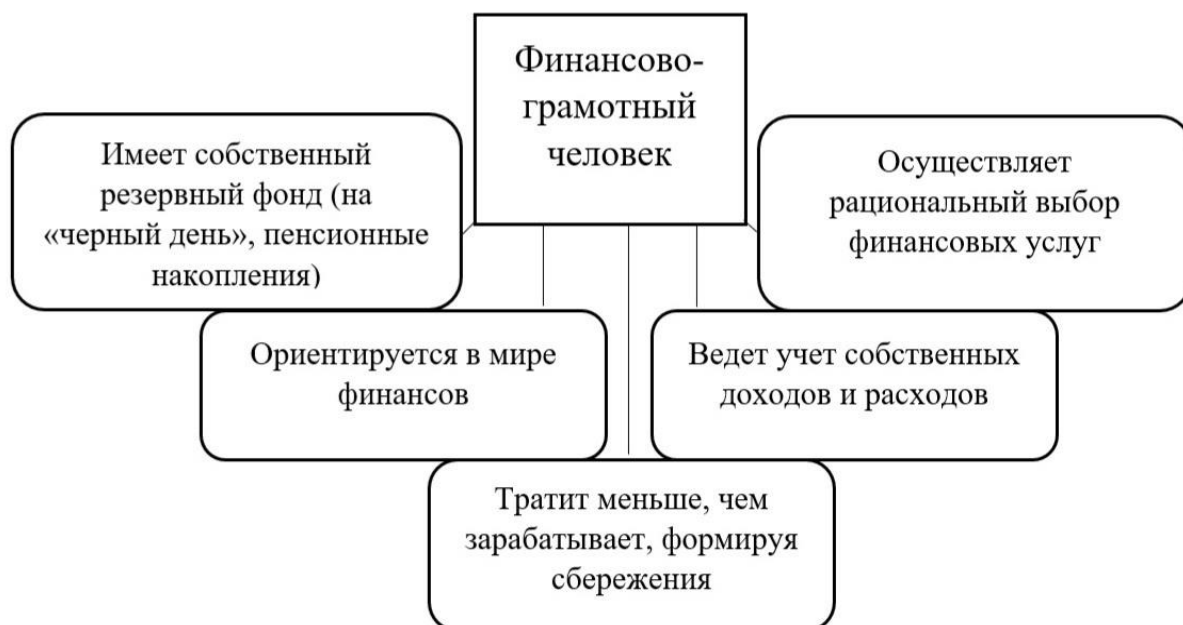 Финансово-
грамотный
человек
Имеет собственный
резервный фонд (на
«черный день», пенсионные
накопления)
Осуществляет
рациональный выбор
финансовых услуг
Ориентируется в мире
финансов
Ведет учет собственных
доходов и расходов
Тратит меньше, чем
зарабатывает, формируя
сбережения